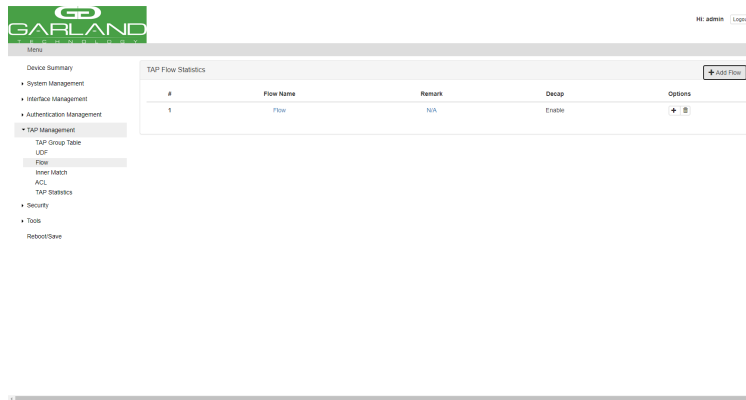 GARLAND
TECHNOLOGY
Hi: admin
Menu
Device Summary
System Management
Interface Management
Authentication Management
TAP Management
TAP Group Table
UDF
Flow
Inner Match
ACL
TAP Statistics
Security
Tools
Reboot/Save
TAP Flow Statistics
Add Flow
# Flow Name Remark Decap Options
1 Flow N/A Enable